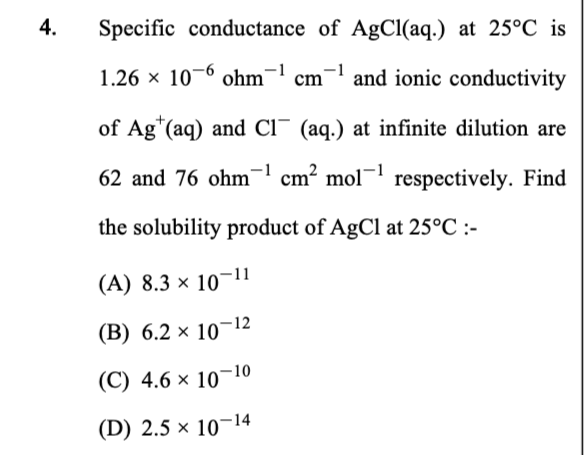 4. Specific conductance of AgCl(aq.) at 25°C is
1.26 × 10⁻⁶ ohm⁻¹ cm⁻¹ and ionic conductivity
of Ag⁺(aq) and Cl⁻ (aq.) at infinite dilution are
62 and 76 ohm⁻¹ cm² mol⁻¹ respectively. Find
the solubility product of AgCl at 25°C :-
(A) 8.3 × 10⁻¹¹
(B) 6.2 × 10⁻¹²
(C) 4.6 × 10⁻¹⁰
(D) 2.5 × 10⁻¹⁴